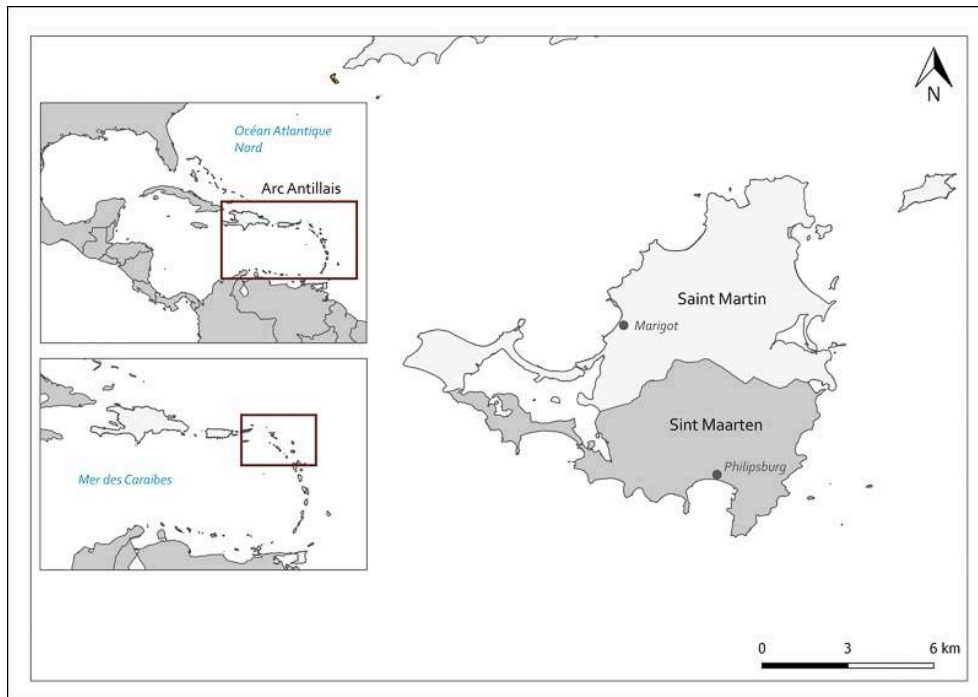 N
Océan Atlantique
Nord
Arc Antillais
Mer des Caraibes
Saint Martin
Marigot
Sint Maarten
Philipsburg
0 3 6 km